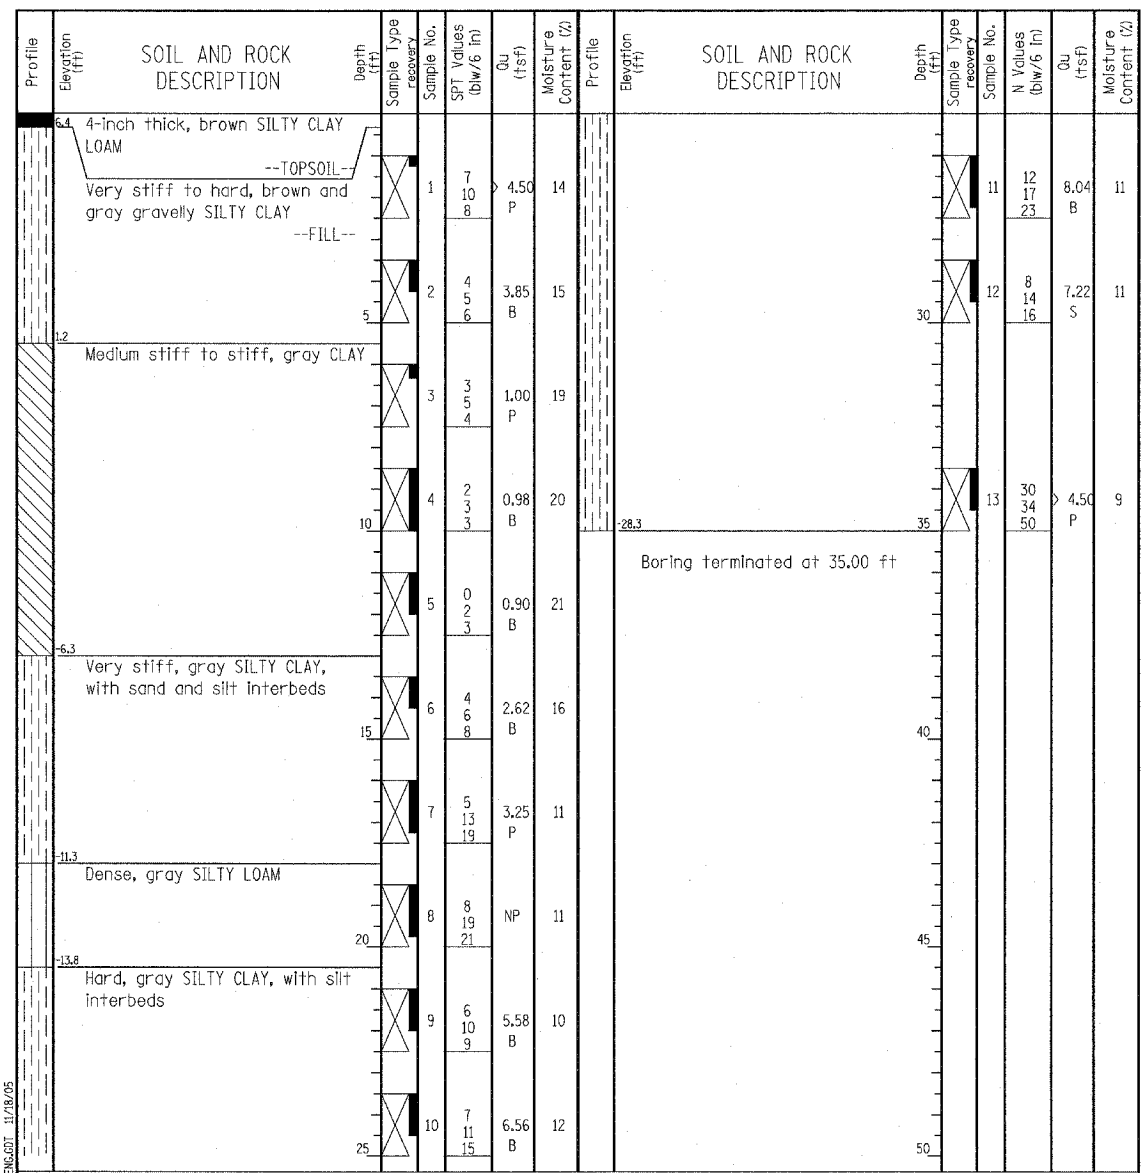 Profile
Elevation (ft)
SOIL AND ROCK
DESCRIPTION
Depth (ft)
Sample Type
recovery
Sample No.
SPT Values (blw/6 in)
Qu (tsf)
Moisture Content (%)
Profile
Elevation (ft)
SOIL AND ROCK
DESCRIPTION
Depth (ft)
Sample Type
recovery
Sample No.
N Values (blw/6 in)
Qu (tsf)
Moisture Content (%)
6.4 4-inch thick, brown SILTY CLAY
LOAM
--TOPSOIL--
Very stiff to hard, brown and
gray gravelly SILTY CLAY
--FILL--
1 7 10 8 > 4.50 P 14
2 4 5 6 3.85 B 15
5
1.2
Medium stiff to stiff, gray CLAY
3 3 5 4 1.00 P 19
4 2 3 3 0.98 B 20
10
5 0 2 3 0.90 B 21
-6.3
Very stiff, gray SILTY CLAY,
with sand and silt interbeds
6 4 6 8 2.62 B 16
15
7 5 13 19 3.25 P 11
-11.3
Dense, gray SILTY LOAM
8 8 19 21 NP 11
20
-13.8
Hard, gray SILTY CLAY, with silt
interbeds
9 6 10 9 5.58 B 10
10 7 11 15 6.56 B 12
25
11 12 17 23 8.04 B 11
12 8 14 16 7.22 S 11
30
13 30 34 50 > 4.50 P 9
-28.3 35
Boring terminated at 35.00 ft
40
45
50
ENG.GDT 11/18/05